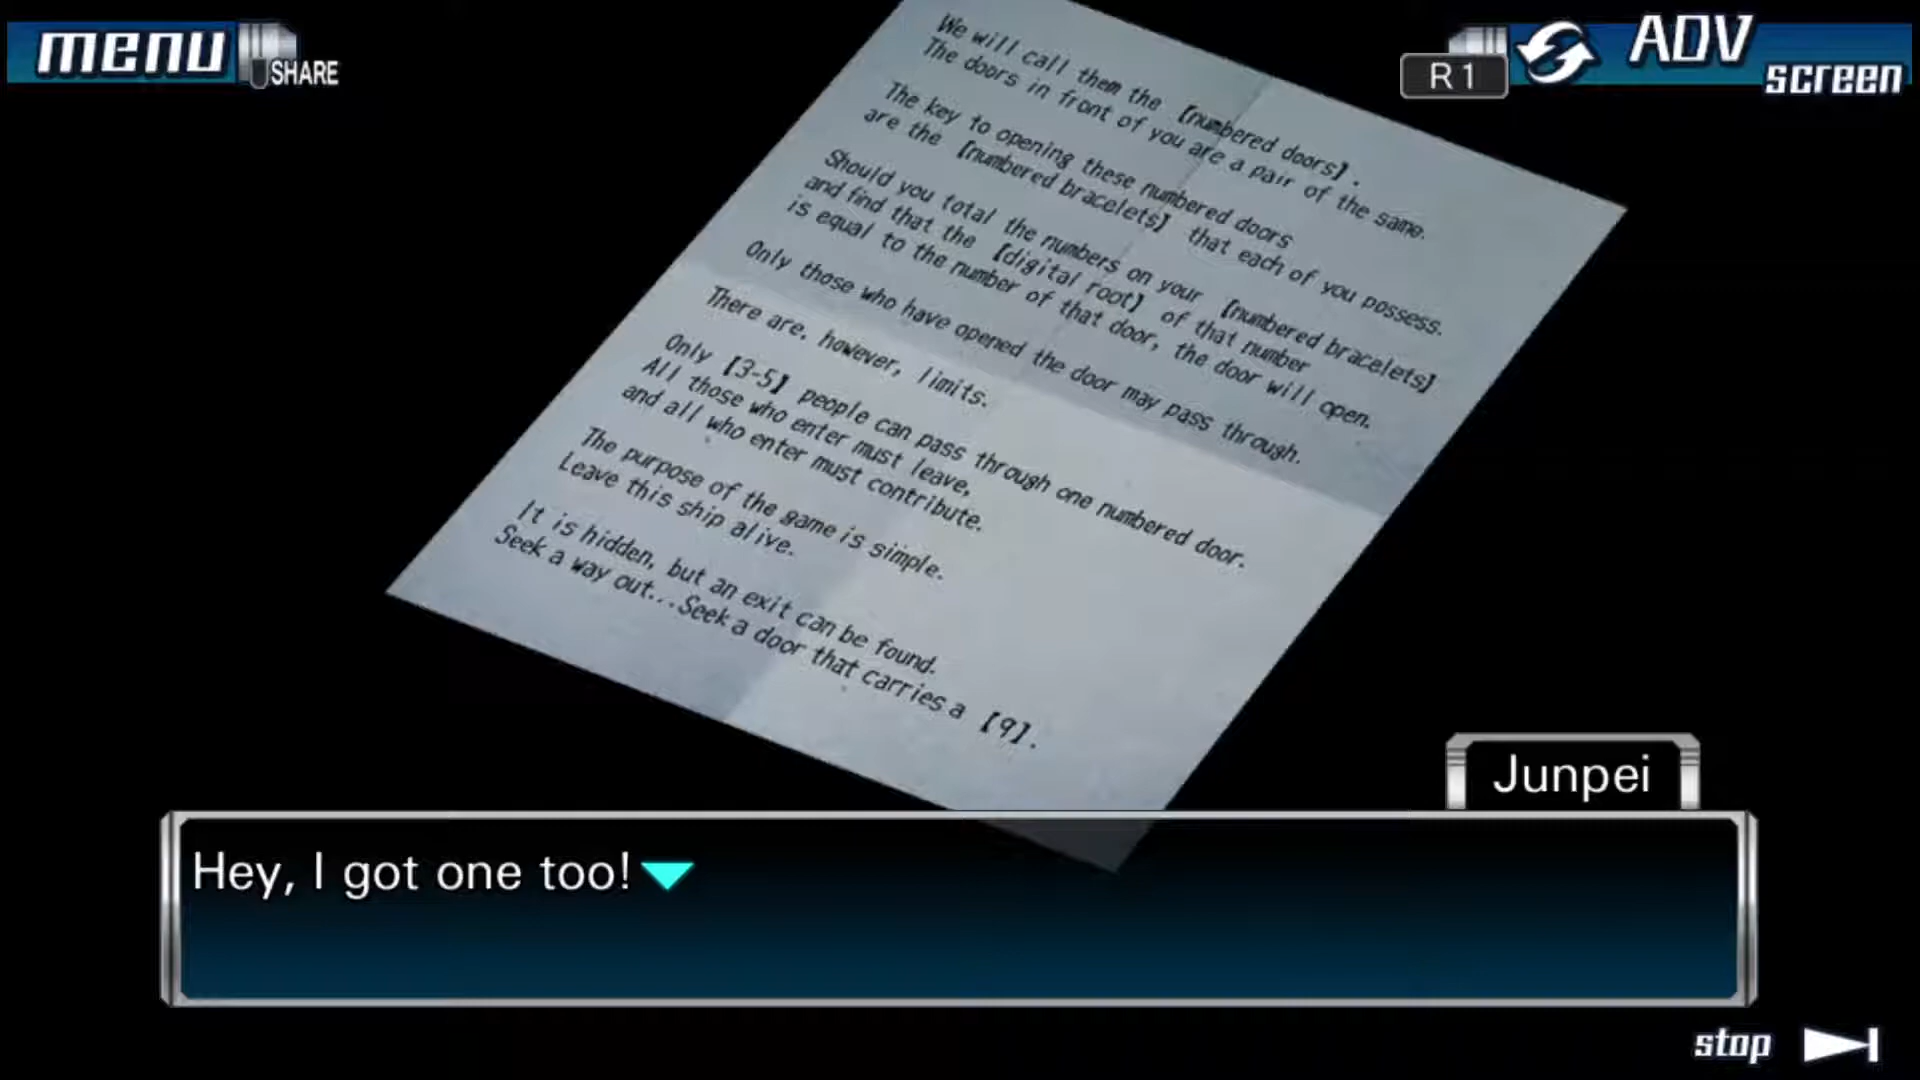 menu
SHARE
R1
ADV
screen
We will call them the 【numbered doors】.
The doors in front of you are a pair of the same.
The key to opening these numbered doors
are the 【numbered bracelets】 that each of you possess.
Should you total the numbers on your 【numbered bracelets】
and find that the 【digital root】 of that number
is equal to the number of that door, the door will open.
Only those who have opened the door may pass through.
There are, however, limits.
Only 【3-5】 people can pass through one numbered door.
All those who enter must leave,
and all who enter must contribute.
The purpose of the game is simple.
Leave this ship alive.
It is hidden, but an exit can be found.
Seek a way out...Seek a door that carries a 【9】.
Junpei
Hey, I got one too!
stop